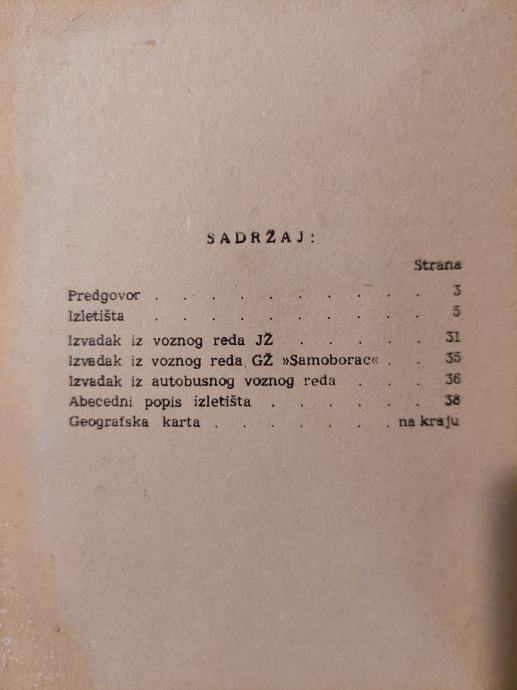 SADRŽAJ:
Strana
Predgovor . . . . . . . . . . 3
Izletišta . . . . . . . . . . 5
Izvadak iz voznog reda JŽ . . . . . 31
Izvadak iz voznog reda GŽ »Samoborac« . . 35
Izvadak iz autobusnog voznog reda . . . . 36
Abecedni popis izletišta . . . . . . 38
Geografska karta . . . . . . . na kraju